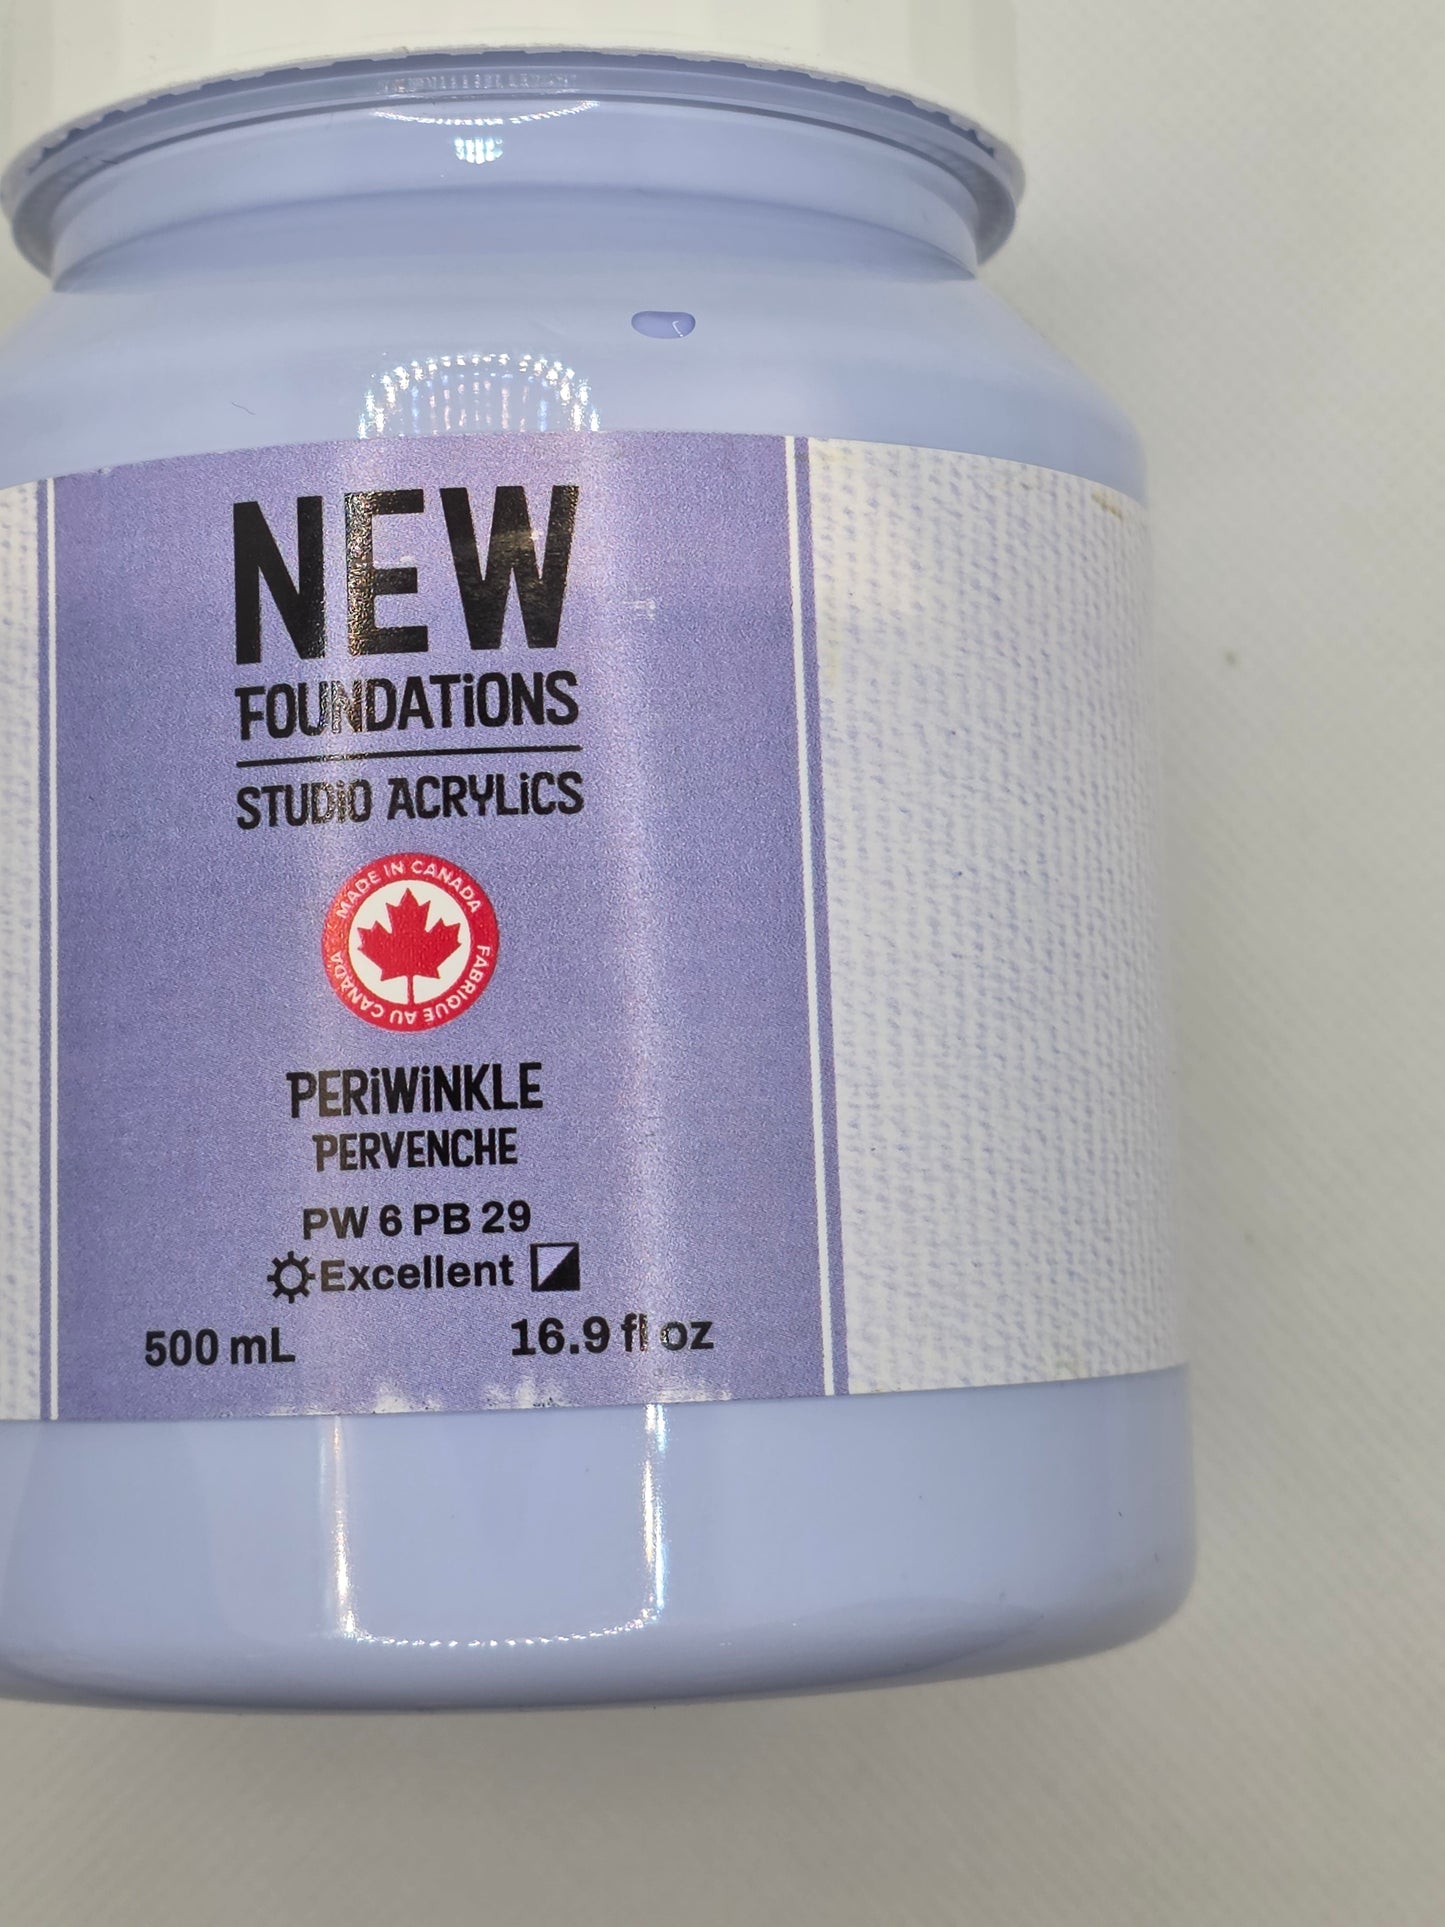 NEW
FOUNDATiONS
STUDiO ACRYLiCS
MADE IN CANADA
FABRIQUE AU CANADA
PERiWiNKLE
PERVENCHE
PW 6 PB 29
Excellent
500 mL
16.9 fl oz